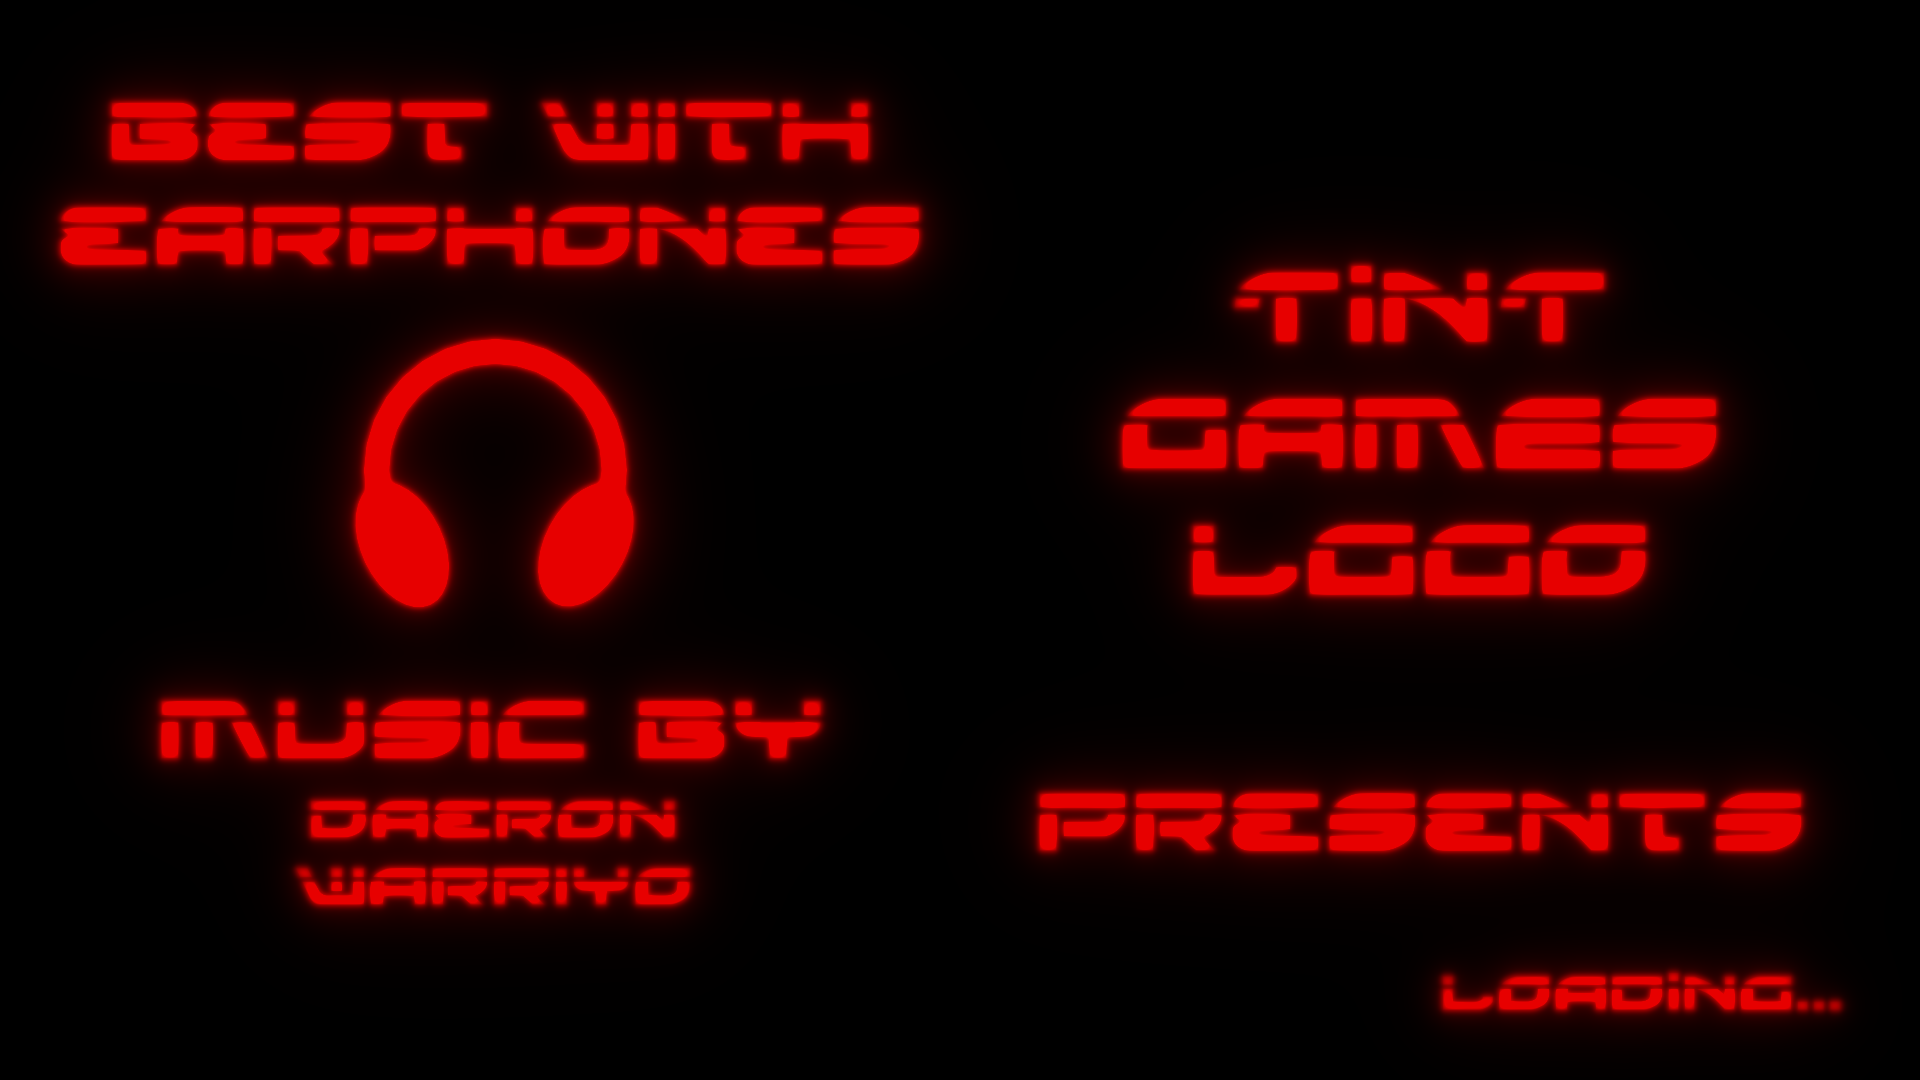 BEST WITH
EARPHONES
MUSIC BY
DAERON
WARRIYO
TINT
GAMES
LOGO
PRESENTS
LOADING...